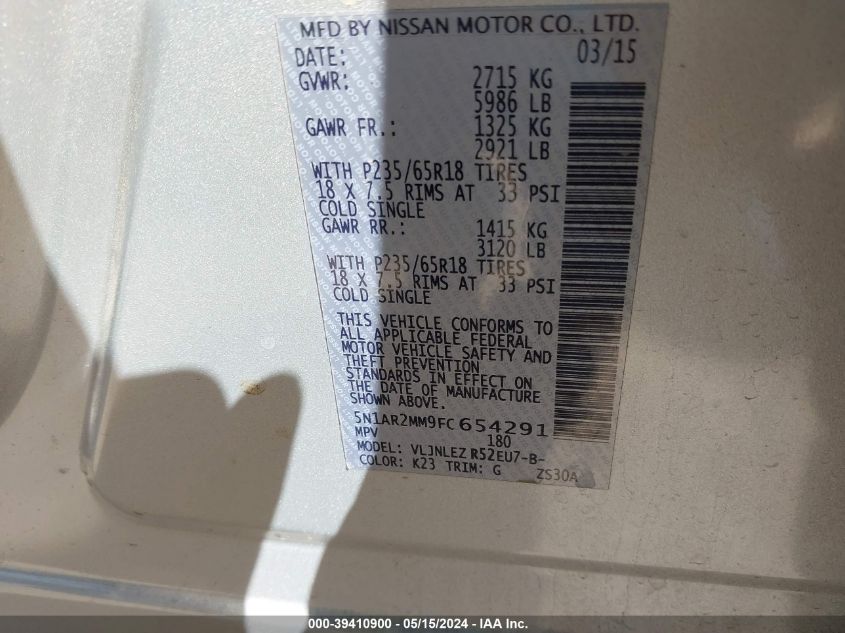 MFD BY NISSAN MOTOR CO., LTD.
DATE: 03/15
GVWR: 2715 KG
5986 LB
GAWR FR.: 1325 KG
2921 LB
WITH P235/65R18 TIRES
18 X 7.5 RIMS AT 33 PSI
COLD SINGLE
GAWR RR.: 1415 KG
3120 LB
WITH P235/65R18 TIRES
18 X 7.5 RIMS AT 33 PSI
COLD SINGLE
THIS VEHICLE CONFORMS TO
ALL APPLICABLE FEDERAL
MOTOR VEHICLE SAFETY AND
THEFT PREVENTION
STANDARDS IN EFFECT ON
THE DATE OF MANUFACTURE
SHOWN ABOVE.
5N1AR2MM9FC654291
MPV 180
MODEL: VLJNLEZ R52EU7-B-
COLOR: K23 TRIM: G ZS30A
000-39410900 - 05/15/2024 - IAA Inc.